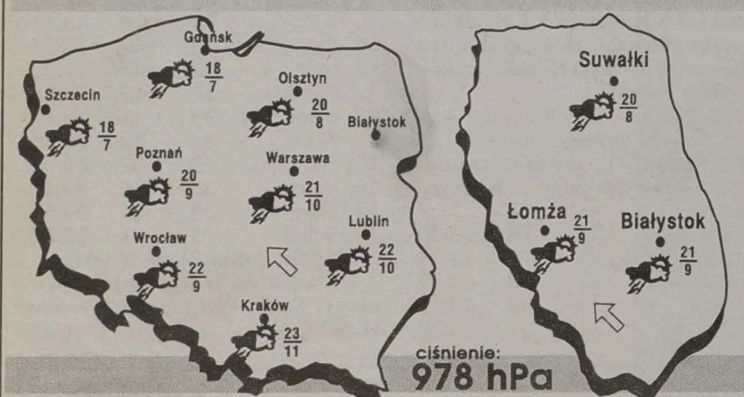 Gdańsk
18
7
Szczecin
18
7
Olsztyn
20
8
Białystok
Poznań
20
9
Warszawa
21
10
Lublin
22
10
Wrocław
22
9
Kraków
23
11
Suwałki
20
8
Łomża
21
9
Białystok
21
9
ciśnienie:
978 hPa